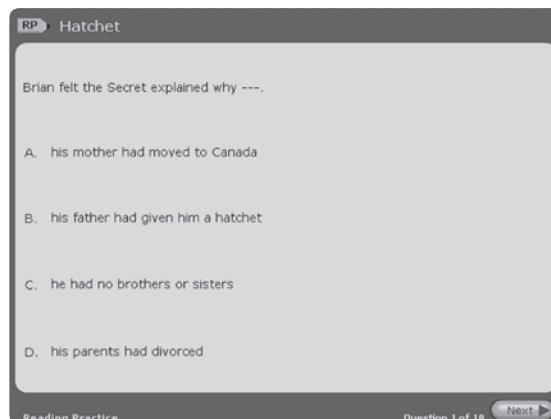 RP Hatchet
Brian felt the Secret explained why ---.
A. his mother had moved to Canada
B. his father had given him a hatchet
C. he had no brothers or sisters
D. his parents had divorced
Reading Practice Question 1 of 10 Next